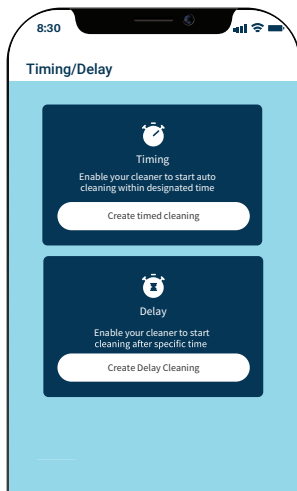 8:30
Timing/Delay
Timing
Enable your cleaner to start auto
cleaning within designated time
Create timed cleaning
Delay
Enable your cleaner to start
cleaning after specific time
Create Delay Cleaning